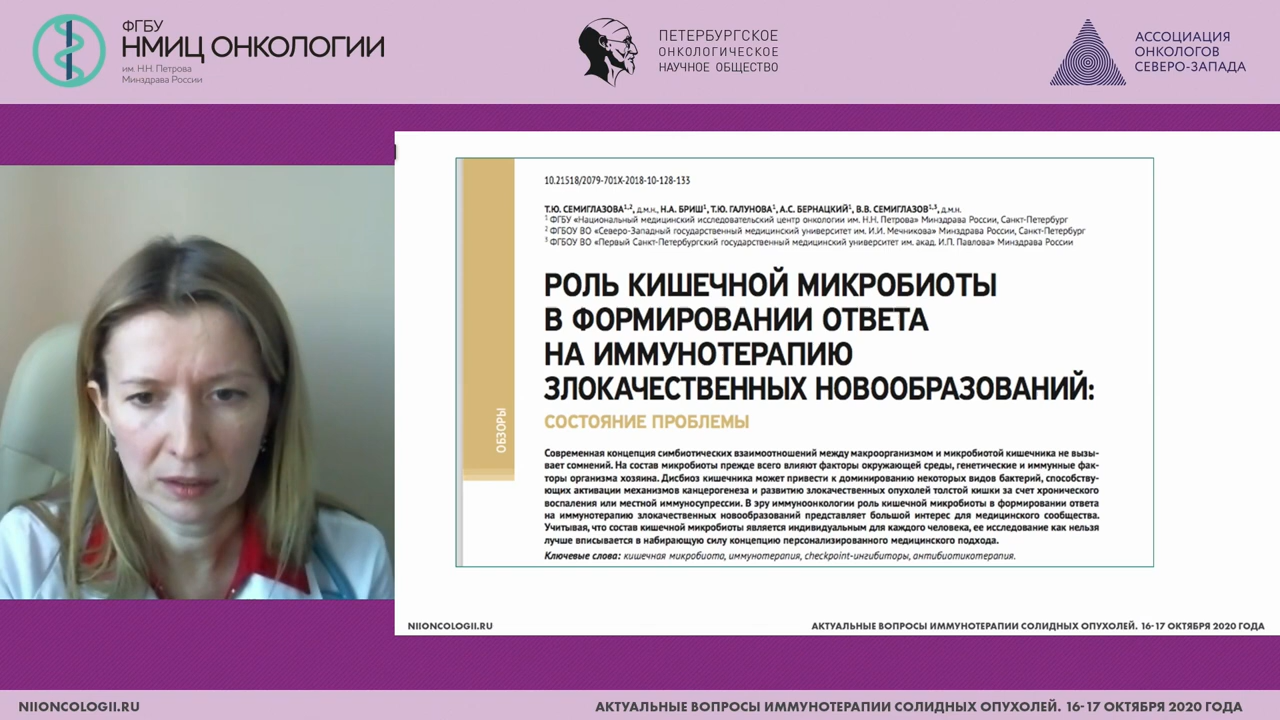 ФГБУ
НМИЦ ОНКОЛОГИИ
им. Н.Н. Петрова
Минздрава России
ПЕТЕРБУРГСКОЕ
ОНКОЛОГИЧЕСКОЕ
НАУЧНОЕ ОБЩЕСТВО
АССОЦИАЦИЯ
ОНКОЛОГОВ
СЕВЕРО-ЗАПАДА
10.21518/2079-701X-2018-10-128-133
Т.Ю. СЕМИГЛАЗОВА1,2, д.м.н., Н.А. БРИШ1, Т.Ю. ГАЛУНОВА1, А.С. БЕРНАЦКИЙ1, В.В. СЕМИГЛАЗОВ1,3, д.м.н.
1 ФГБУ «Национальный медицинский исследовательский центр онкологии им. Н.Н. Петрова» Минздрава России, Санкт-Петербург
2 ФГБОУ ВО «Северо-Западный государственный медицинский университет им. И.И. Мечникова» Минздрава России, Санкт-Петербург
3 ФГБОУ ВО «Первый Санкт-Петербургский государственный медицинский университет им. акад. И.П. Павлова» Минздрава России
РОЛЬ КИШЕЧНОЙ МИКРОБИОТЫ
В ФОРМИРОВАНИИ ОТВЕТА
НА ИММУНОТЕРАПИЮ
ЗЛОКАЧЕСТВЕННЫХ НОВООБРАЗОВАНИЙ:
СОСТОЯНИЕ ПРОБЛЕМЫ
ОБЗОРЫ
Современная концепция симбиотических взаимоотношений между макроорганизмом и микробиотой кишечника не вызы-
вает сомнений. На состав микробиоты прежде всего влияют факторы окружающей среды, генетические и иммунные фак-
торы организма хозяина. Дисбиоз кишечника может привести к доминированию некоторых видов бактерий, способству-
ющих активации механизмов канцерогенеза и развитию злокачественных опухолей толстой кишки за счет хронического
воспаления или местной иммуносупрессии. В эру иммуноонкологии роль кишечной микробиоты в формировании ответа
на иммунотерапию злокачественных новообразований представляет большой интерес для медицинского сообщества.
Учитывая, что состав кишечной микробиоты является индивидуальным для каждого человека, ее исследование как нельзя
лучше вписывается в набирающую силу концепцию персонализированного медицинского подхода.
Ключевые слова: кишечная микробиота, иммунотерапия, checkpoint-ингибиторы, антибиотикотерапия.
NIIONCOLOGII.RU
АКТУАЛЬНЫЕ ВОПРОСЫ ИММУНОТЕРАПИИ СОЛИДНЫХ ОПУХОЛЕЙ. 16-17 ОКТЯБРЯ 2020 ГОДА
NIIONCOLOGII.RU
АКТУАЛЬНЫЕ ВОПРОСЫ ИММУНОТЕРАПИИ СОЛИДНЫХ ОПУХОЛЕЙ. 16-17 ОКТЯБРЯ 2020 ГОДА